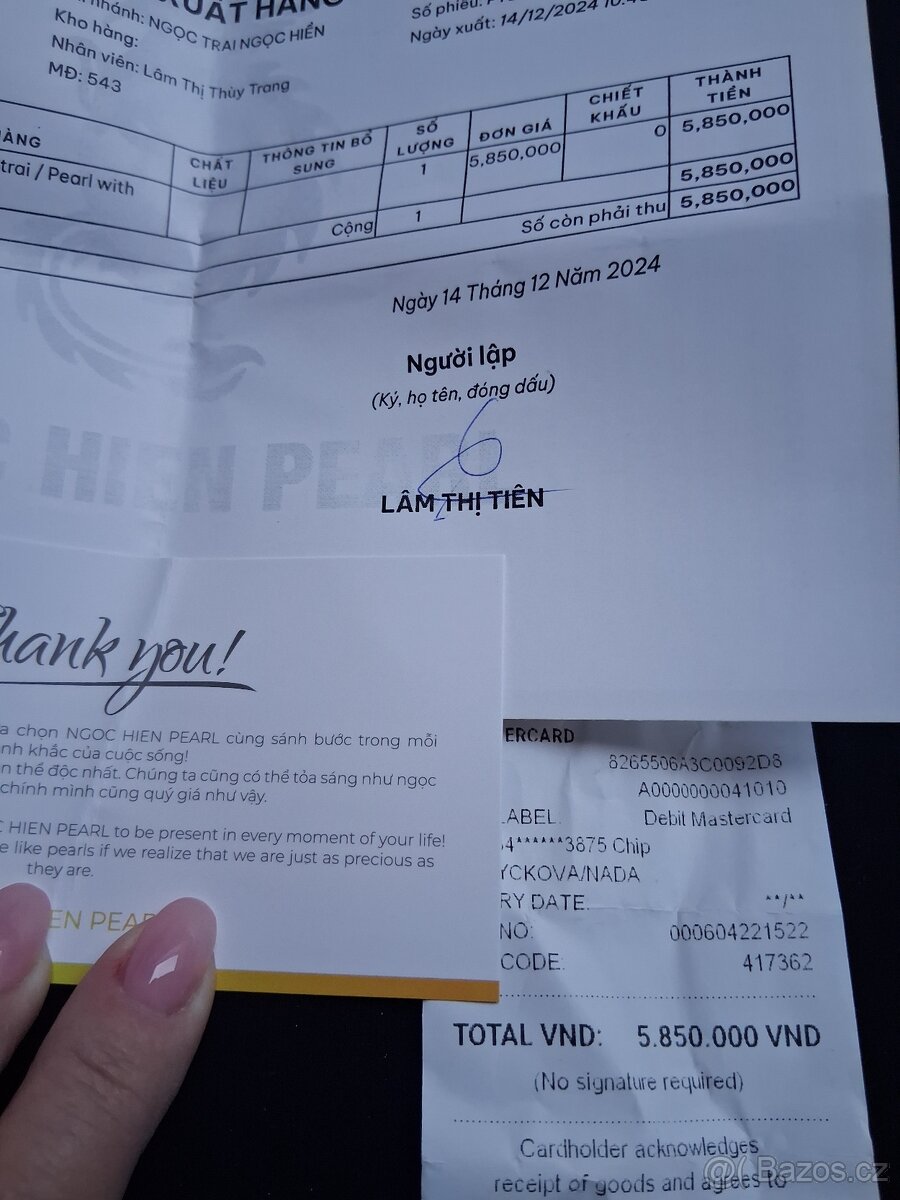 XUẤT HÀNG
nhánh: NGỌC TRAI NGỌC HIỀN
Kho hàng:
Nhân viên: Lâm Thị Thùy Trang
MĐ: 543
Số phiếu:
Ngày xuất: 14/12/2024
CHẤT LIỆU
THÔNG TIN BỔ SUNG
SỐ LƯỢNG
ĐƠN GIÁ
CHIẾT KHẤU
THÀNH TIỀN
trai / Pearl with
1
5,850,000
0
5,850,000
Cộng
1
5,850,000
Số còn phải thu
5,850,000
Ngày 14 Tháng 12 Năm 2024
Người lập
(Ký, họ tên, đóng dấu)
LÂM THỊ TIÊN
HIEN PEARL
Thank you!
chọn NGOC HIEN PEARL cùng sánh bước trong mỗi
khắc của cuộc sống!
thể độc nhất. Chúng ta cũng có thể tỏa sáng như ngọc
chính mình cũng quý giá như vậy.
HIEN PEARL to be present in every moment of your life!
like pearls if we realize that we are just as precious as
they are.
ERCARD
8265506A3C0092D8
A0000000041010
ABEL: Debit Mastercard
4******3875 Chip
YCKOVA/NADA
RY DATE: **/**
NO: 000604221522
CODE: 417362
TOTAL VND: 5.850.000 VND
(No signature required)
Cardholder acknowledges
receipt of goods and agrees to
Bazos.cz